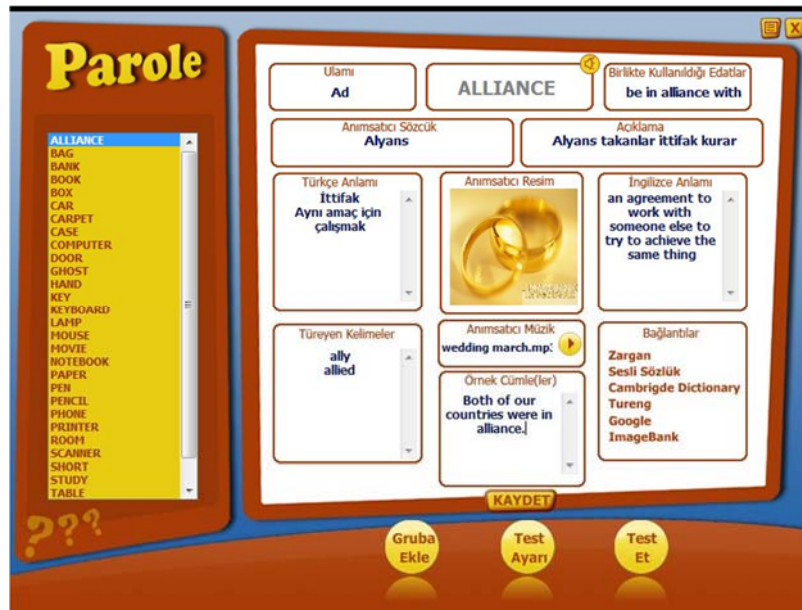 Parole
ALLIANCE
BAG
BANK
BOOK
BOX
CAR
CARPET
CASE
COMPUTER
DOOR
GHOST
HAND
KEY
KEYBOARD
LAMP
MOUSE
MOVIE
NOTEBOOK
PAPER
PEN
PENCIL
PHONE
PRINTER
ROOM
SCANNER
SHORT
STUDY
TABLE
???
X
Ulamı
Ad
ALLIANCE
Birlikte Kullanıldığı Edatlar
be in alliance with
Anımsatıcı Sözcük
Alyans
Açıklama
Alyans takanlar ittifak kurar
Türkçe Anlamı
İttifak
Aynı amaç için
çalışmak
Anımsatıcı Resim
İngilizce Anlamı
an agreement to
work with
someone else to
try to achieve the
same thing
Türeyen Kelimeler
ally
allied
Anımsatıcı Müzik
wedding march.mp
Örnek Cümle(ler)
Both of our
countries were in
alliance.
Bağlantılar
Zargan
Sesli Sözlük
Cambrigde Dictionary
Tureng
Google
ImageBank
KAYDET
Gruba
Ekle
Test
Ayarı
Test
Et